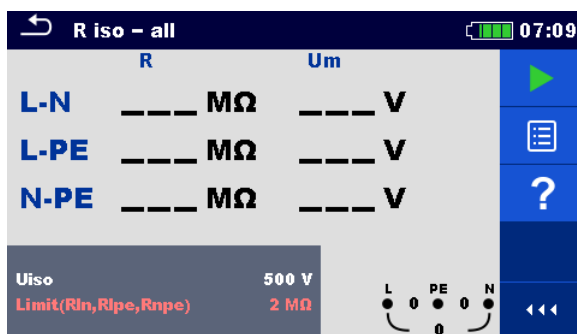 R iso – all 07:09
R Um
L-N ___ MΩ ___ V
L-PE ___ MΩ ___ V
N-PE ___ MΩ ___ V
?
Uiso 500 V
Limit(Rln,Rlpe,Rnpe) 2 MΩ
L PE N
0 0
0